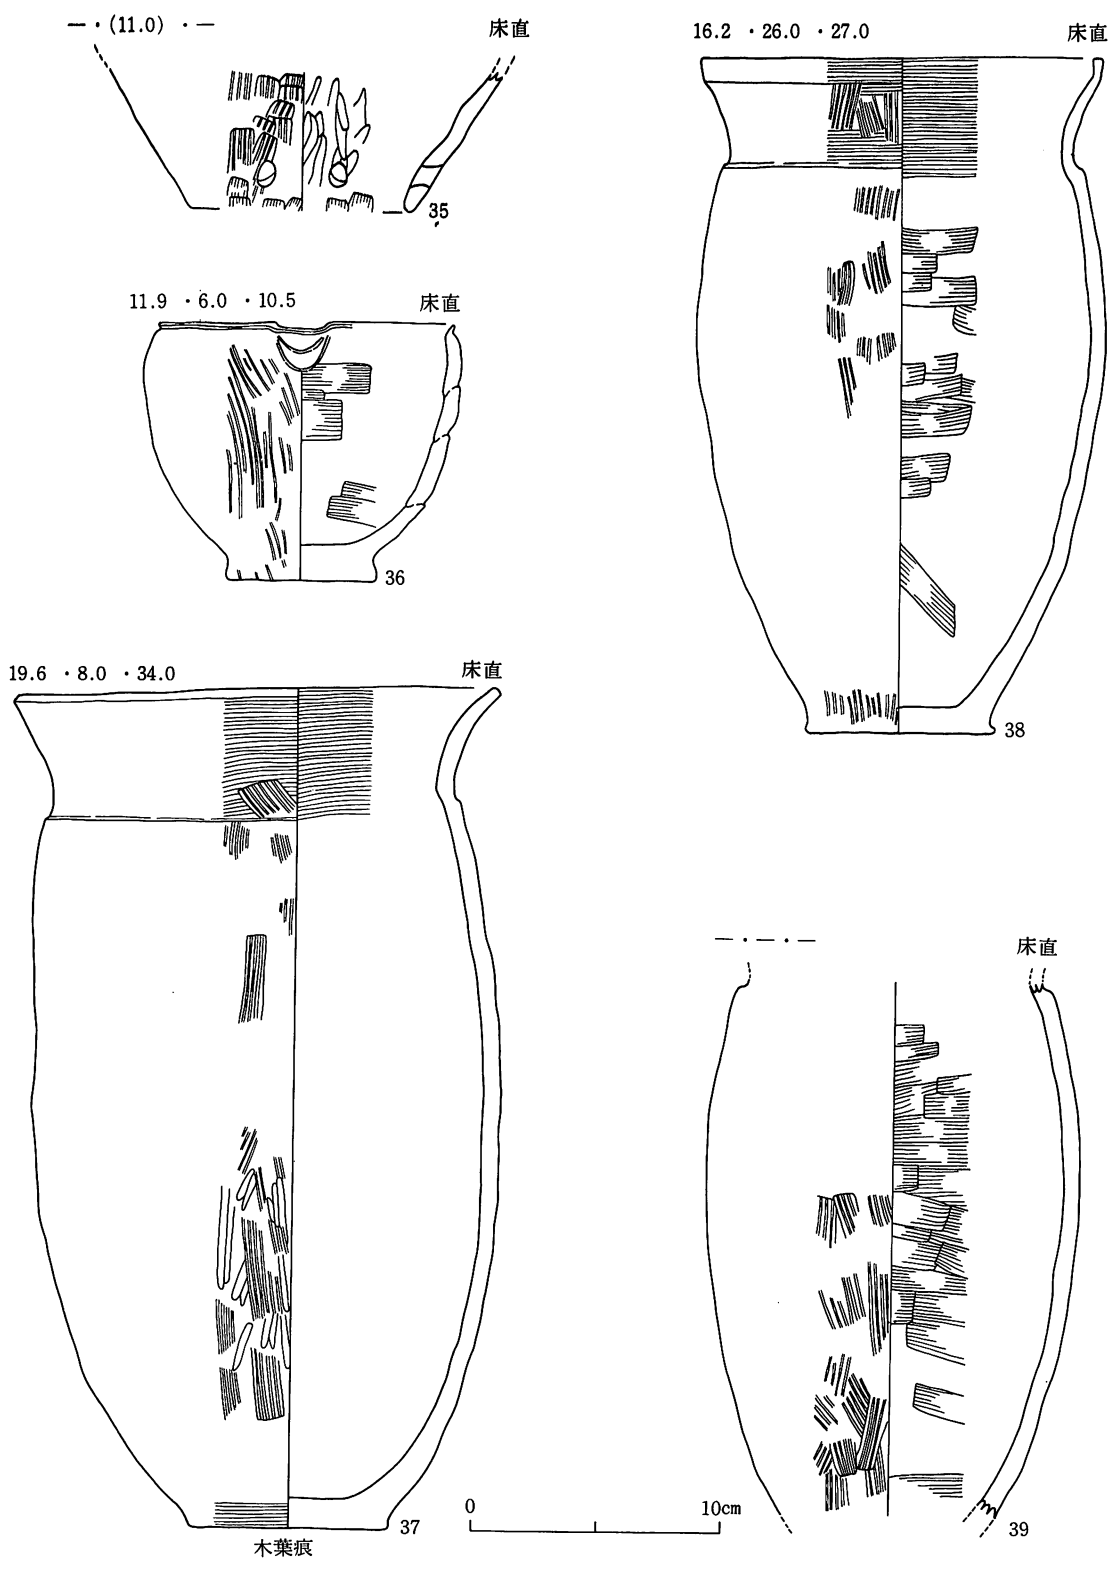 — · (11.0) · —
床直
35
11.9 · 6.0 · 10.5
床直
36
16.2 · 26.0 · 27.0
床直
38
19.6 · 8.0 · 34.0
床直
37
木葉痕
0 10cm
— · — · —
床直
39